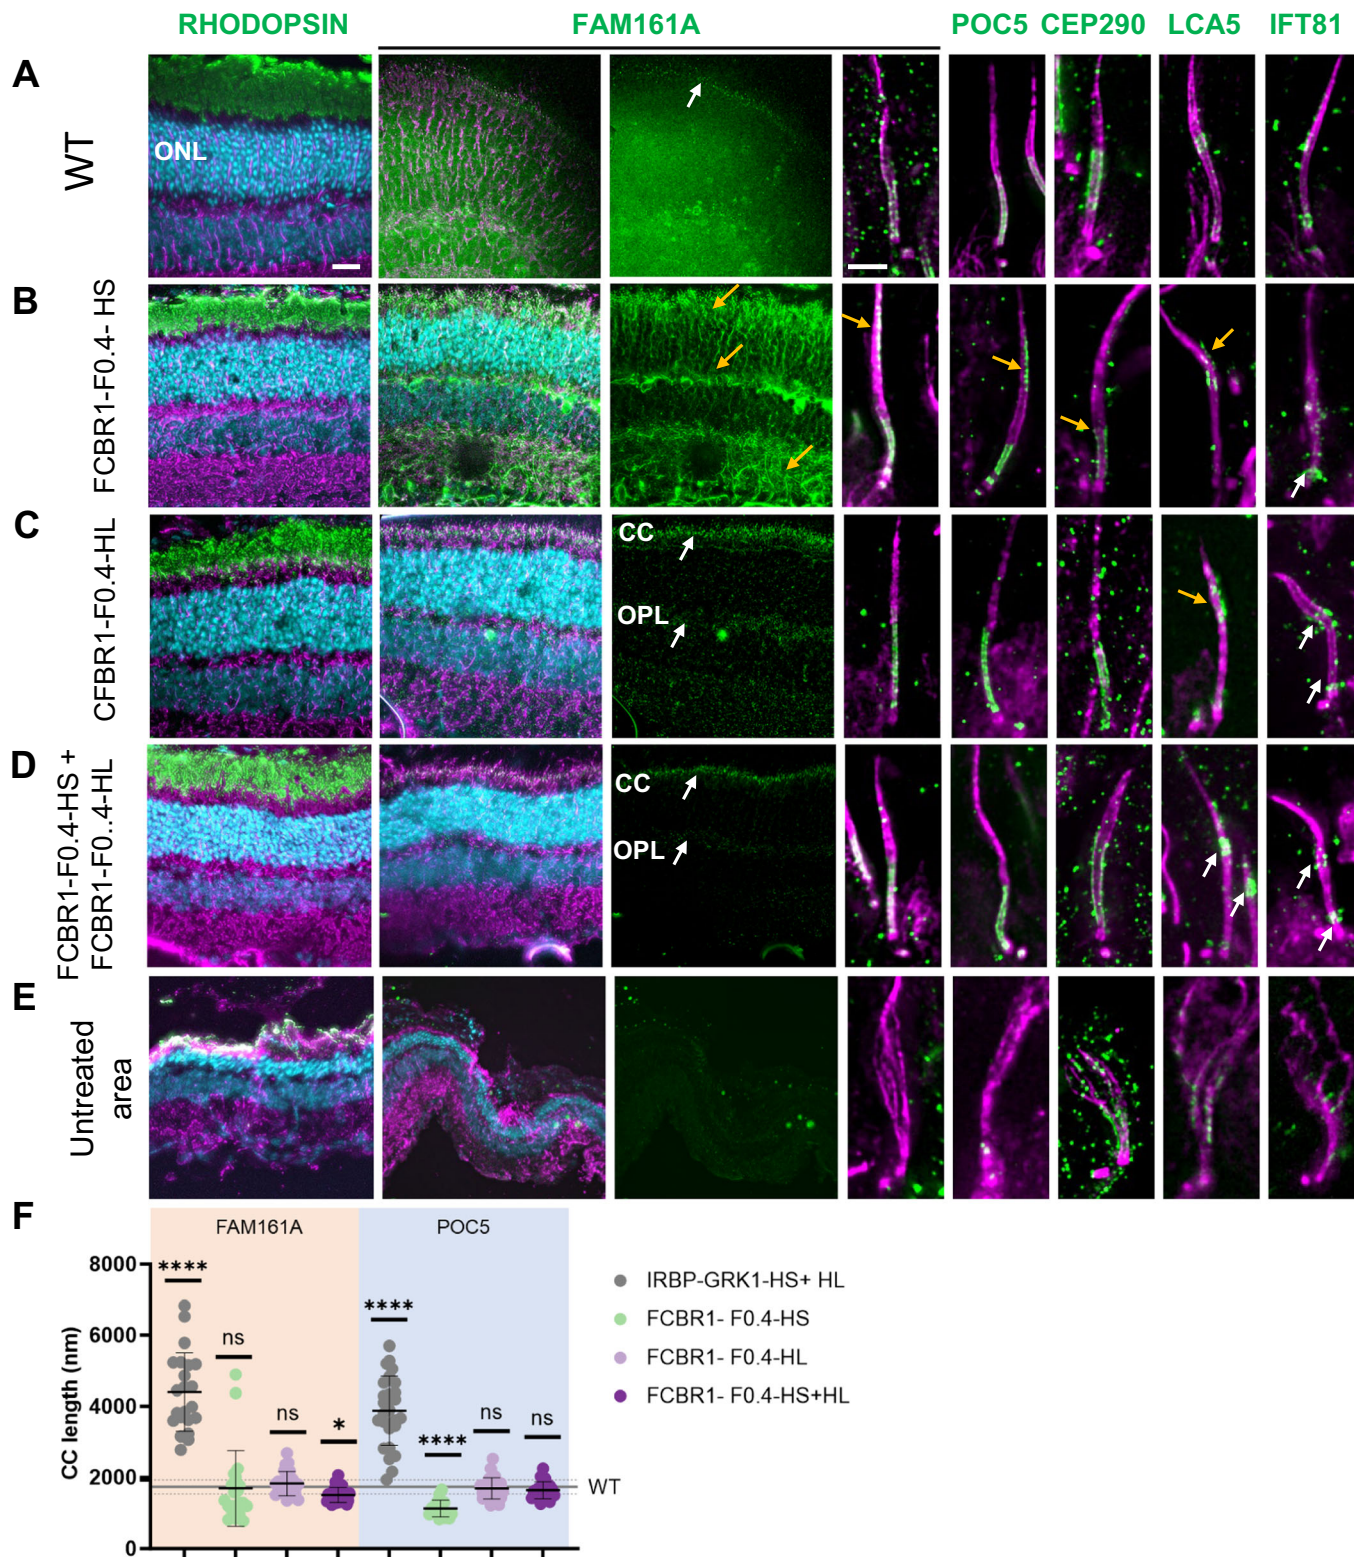 RHODOPSIN FAM161A POC5 CEP290 LCA5 IFT81
A
WT
ONL
B
FCBR1-F0.4- HS
C
CFBR1-F0.4-HL
CC
OPL
D
FCBR1-F0.4-HS +
FCBR1-F0..4-HL
CC
OPL
E
Untreated
area
F
FAM161A POC5
CC length (nm)
8000
6000
4000
2000
0
**** ns ns * **** **** ns ns
WT
IRBP-GRK1-HS+ HL
FCBR1- F0.4-HS
FCBR1- F0.4-HL
FCBR1- F0.4-HS+HL